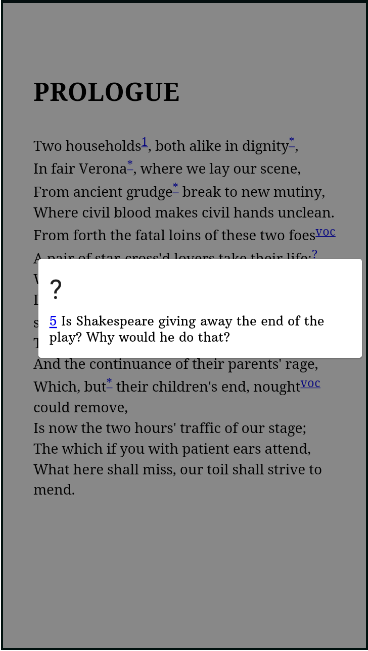 PROLOGUE
Two households1, both alike in dignity*,
In fair Verona*, where we lay our scene,
From ancient grudge* break to new mutiny,
Where civil blood makes civil hands unclean.
From forth the fatal loins of these two foesvoc
A pair of star-cross'd lovers take their life;?
?
5 Is Shakespeare giving away the end of the
play? Why would he do that?
And the continuance of their parents' rage,
Which, but* their children's end, noughtvoc
could remove,
Is now the two hours' traffic of our stage;
The which if you with patient ears attend,
What here shall miss, our toil shall strive to
mend.